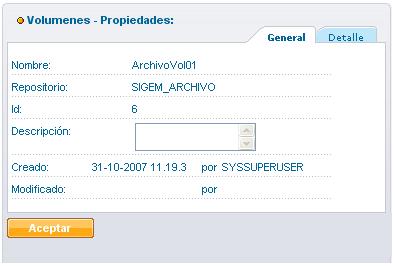 Volumenes - Propiedades:
General Detalle
Nombre: ArchivoVol01
Repositorio: SIGEM_ARCHIVO
Id: 6
Descripción:
Creado: 31-10-2007 11.19.3 por SYSSUPERUSER
Modificado: por
Aceptar